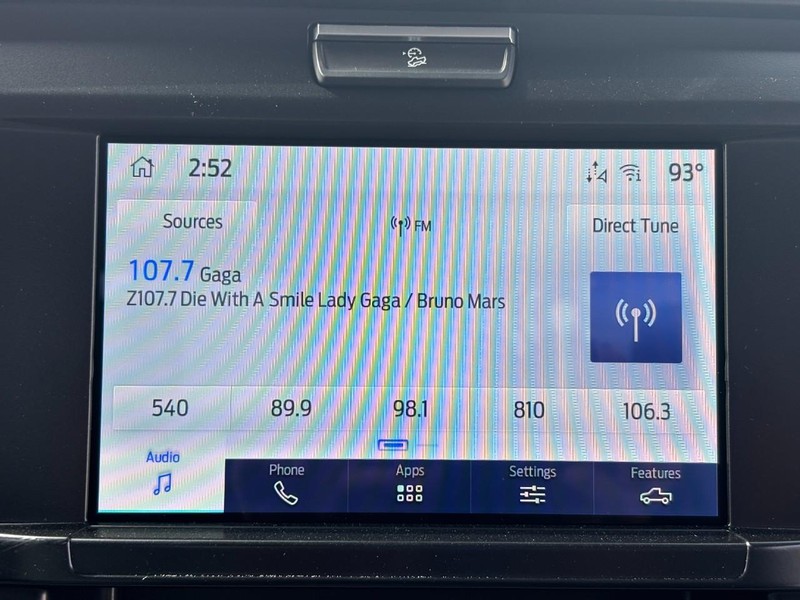 2:52 93°
Sources FM Direct Tune
107.7 Gaga
Z107.7 Die With A Smile Lady Gaga / Bruno Mars
540 89.9 98.1 810 106.3
Audio Phone Apps Settings Features